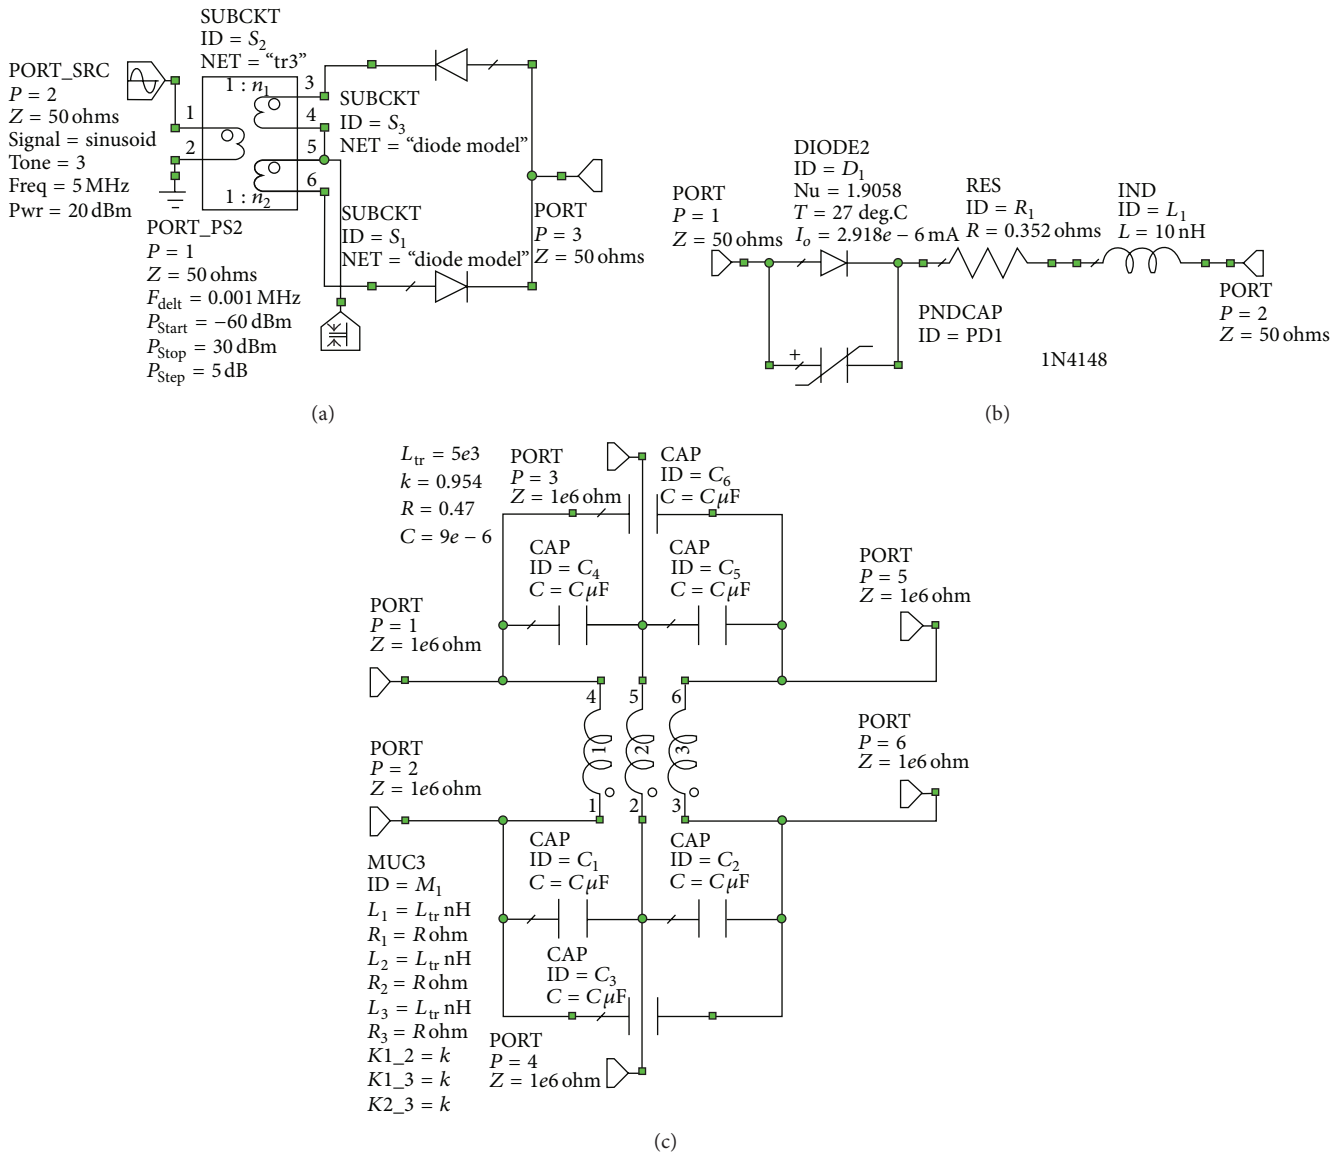 SUBCKT
ID = S2
NET = “tr3”
PORT_SRC
P = 2
Z = 50 ohms
Signal = sinusoid
Tone = 3
Freq = 5 MHz
Pwr = 20 dBm
1 : n1
3
1
4
2
5
6
1 : n2
SUBCKT
ID = S3
NET = “diode model”
PORT_PS2
P = 1
Z = 50 ohms
Fdelt = 0.001 MHz
PStart = −60 dBm
PStop = 30 dBm
PStep = 5 dB
SUBCKT
ID = S1
NET = “diode model”
PORT
P = 3
Z = 50 ohms
(a)
PORT
P = 1
Z = 50 ohms
DIODE2
ID = D1
Nu = 1.9058
T = 27 deg.C
Io = 2.918e − 6 mA
RES
ID = R1
R = 0.352 ohms
IND
ID = L1
L = 10 nH
PNDCAP
ID = PD1
+
1N4148
PORT
P = 2
Z = 50 ohms
(b)
Ltr = 5e3
k = 0.954
R = 0.47
C = 9e − 6
PORT
P = 3
Z = 1e6 ohm
CAP
ID = C6
C = C μF
CAP
ID = C4
C = C μF
CAP
ID = C5
C = C μF
PORT
P = 5
Z = 1e6 ohm
PORT
P = 1
Z = 1e6 ohm
4 5 6
1 2 3
1 2 3
PORT
P = 2
Z = 1e6 ohm
PORT
P = 6
Z = 1e6 ohm
CAP
ID = C1
C = C μF
CAP
ID = C2
C = C μF
CAP
ID = C3
C = C μF
MUC3
ID = M1
L1 = Ltr nH
R1 = R ohm
L2 = Ltr nH
R2 = R ohm
L3 = Ltr nH
R3 = R ohm
K1_2 = k
K1_3 = k
K2_3 = k
PORT
P = 4
Z = 1e6 ohm
(c)